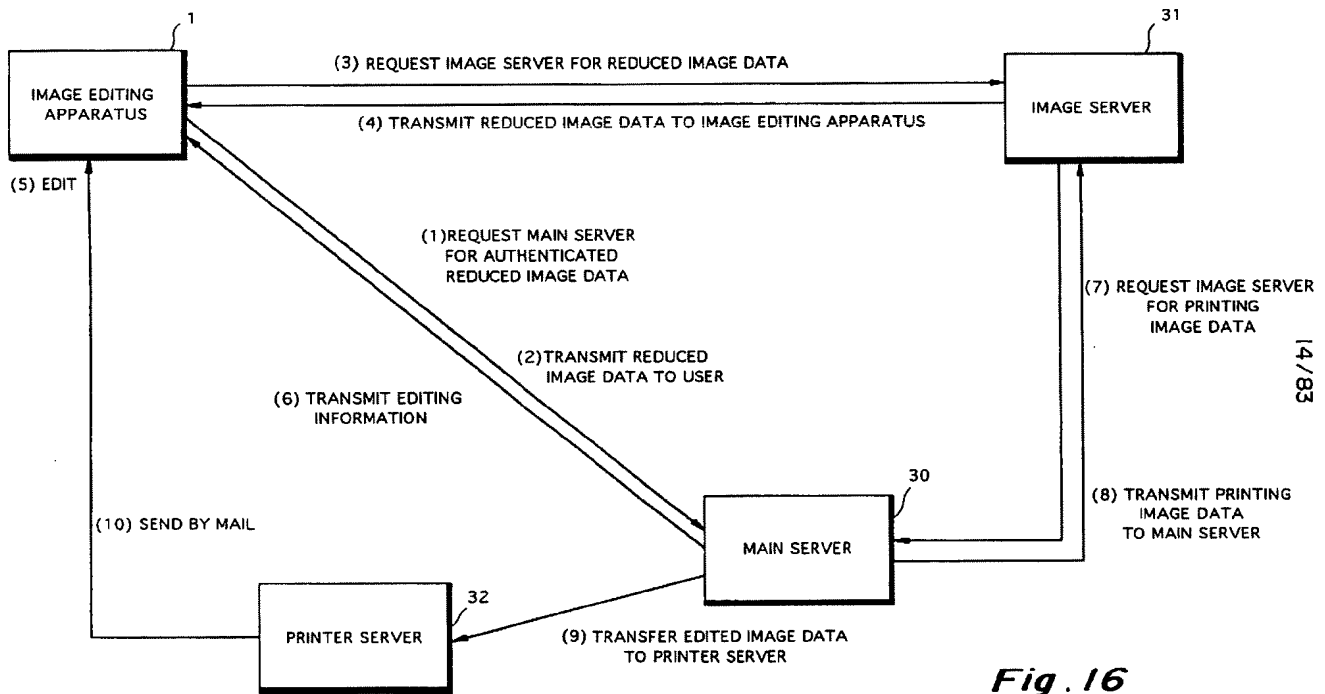 1
31
(3) REQUEST IMAGE SERVER FOR REDUCED IMAGE DATA
IMAGE EDITING
APPARATUS
IMAGE SERVER
(4) TRANSMIT REDUCED IMAGE DATA TO IMAGE EDITING APPARATUS
(5) EDIT
(1)REQUEST MAIN SERVER
FOR AUTHENTICATED
REDUCED IMAGE DATA
(7) REQUEST IMAGE SERVER
FOR PRINTING
IMAGE DATA
14/83
(2)TRANSMIT REDUCED
IMAGE DATA TO USER
(6) TRANSMIT EDITING
INFORMATION
30
(8) TRANSMIT PRINTING
IMAGE DATA
TO MAIN SERVER
(10) SEND BY MAIL
MAIN SERVER
32
PRINTER SERVER
(9) TRANSFER EDITED IMAGE DATA
TO PRINTER SERVER
Fig. 16